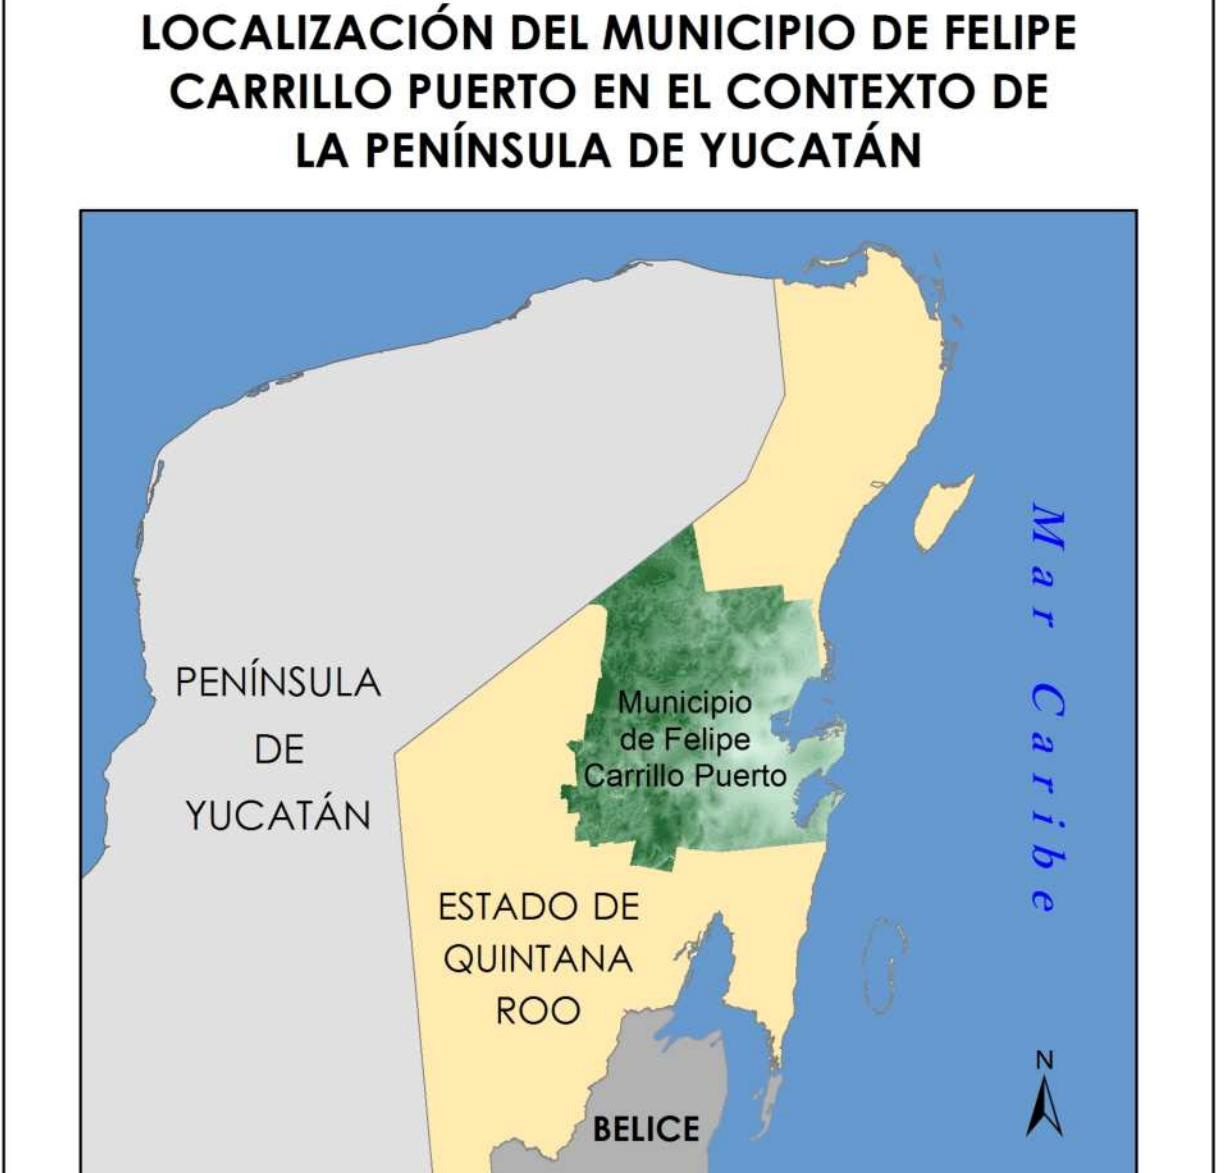 LOCALIZACIÓN DEL MUNICIPIO DE FELIPE
CARRILLO PUERTO EN EL CONTEXTO DE
LA PENÍNSULA DE YUCATÁN
Mar Caribe
PENÍNSULA
DE
YUCATÁN
Municipio
de Felipe
Carrillo Puerto
ESTADO DE
QUINTANA
ROO
N
BELICE